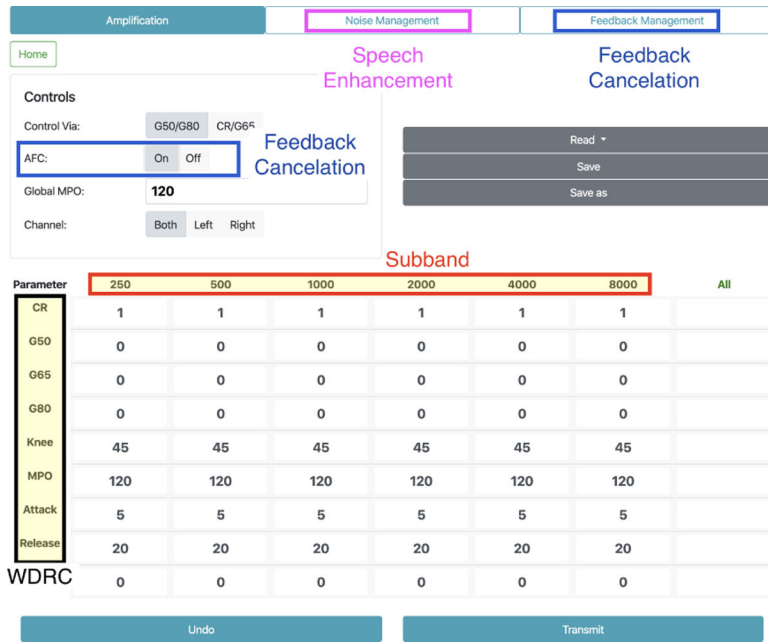 Amplification Noise Management Feedback Management
Home
Speech Enhancement
Feedback Cancelation
Controls
Control Via: G50/G80 CR/G65
AFC: On Off
Feedback Cancelation
Global MPO: 120
Channel: Both Left Right
Read
Save
Save as
Subband
Parameter 250 500 1000 2000 4000 8000 All
CR 1 1 1 1 1 1
G50 0 0 0 0 0 0
G65 0 0 0 0 0 0
G80 0 0 0 0 0 0
Knee 45 45 45 45 45 45
MPO 120 120 120 120 120 120
Attack 5 5 5 5 5 5
Release 20 20 20 20 20 20
WDRC 0 0 0 0 0 0
Undo Transmit